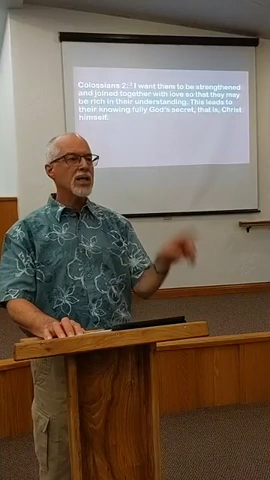 Colossians 2:2 I want them to be strengthened
and joined together with love so that they may
be rich in their understanding. This leads to
their knowing fully God's secret, that is, Christ
himself.